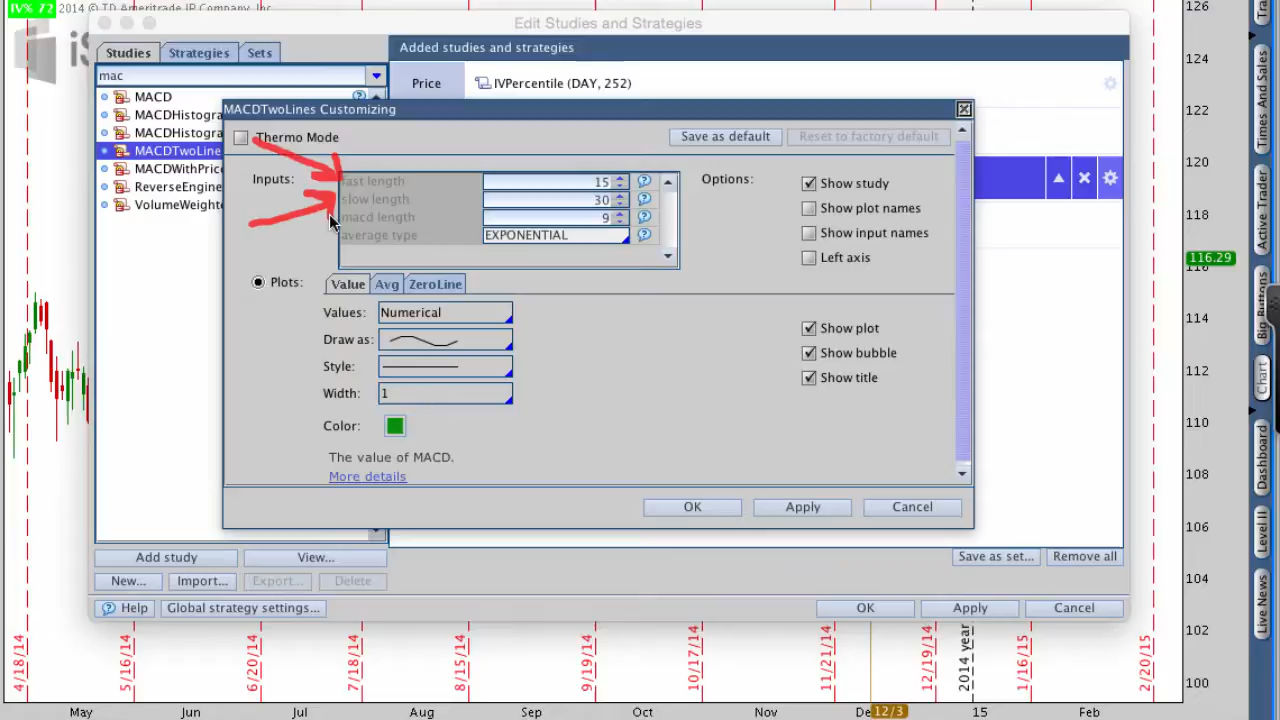 IV% 72 2014 © TD Ameritrade IP Company, Inc.
Edit Studies and Strategies
Studies Strategies Sets
Added studies and strategies
mac
Price IVPercentile (DAY, 252)
MACD
MACDHistogra
MACDHistogra
MACDTwoLine
MACDWithPric
ReverseEngine
VolumeWeight
MACDTwoLines Customizing
Thermo Mode
Save as default
Reset to factory default
Inputs:
fast length 15
slow length 30
macd length 9
average type EXPONENTIAL
Options:
Show study
Show plot names
Show input names
Left axis
Plots:
Value Avg ZeroLine
Values: Numerical
Draw as:
Style:
Width: 1
Color:
Show plot
Show bubble
Show title
The value of MACD.
More details
OK Apply Cancel
Add study View...
Save as set... Remove all
New... Import... Export... Delete
Help Global strategy settings...
OK Apply Cancel
126
124
122
120
118
116.29
116
114
112
110
108
106
104
102
100
Times And Sales
Active Trader
Big Buttons
Chart
Dashboard
Level II
Live News
4/18/14
5/16/14
6/20/14
7/18/14
8/15/14
9/19/14
10/17/14
11/21/14
12/19/14
2014 year
1/16/15
2/20/15
May Jun Jul Aug Sep Oct Nov De 12/3 15 Feb